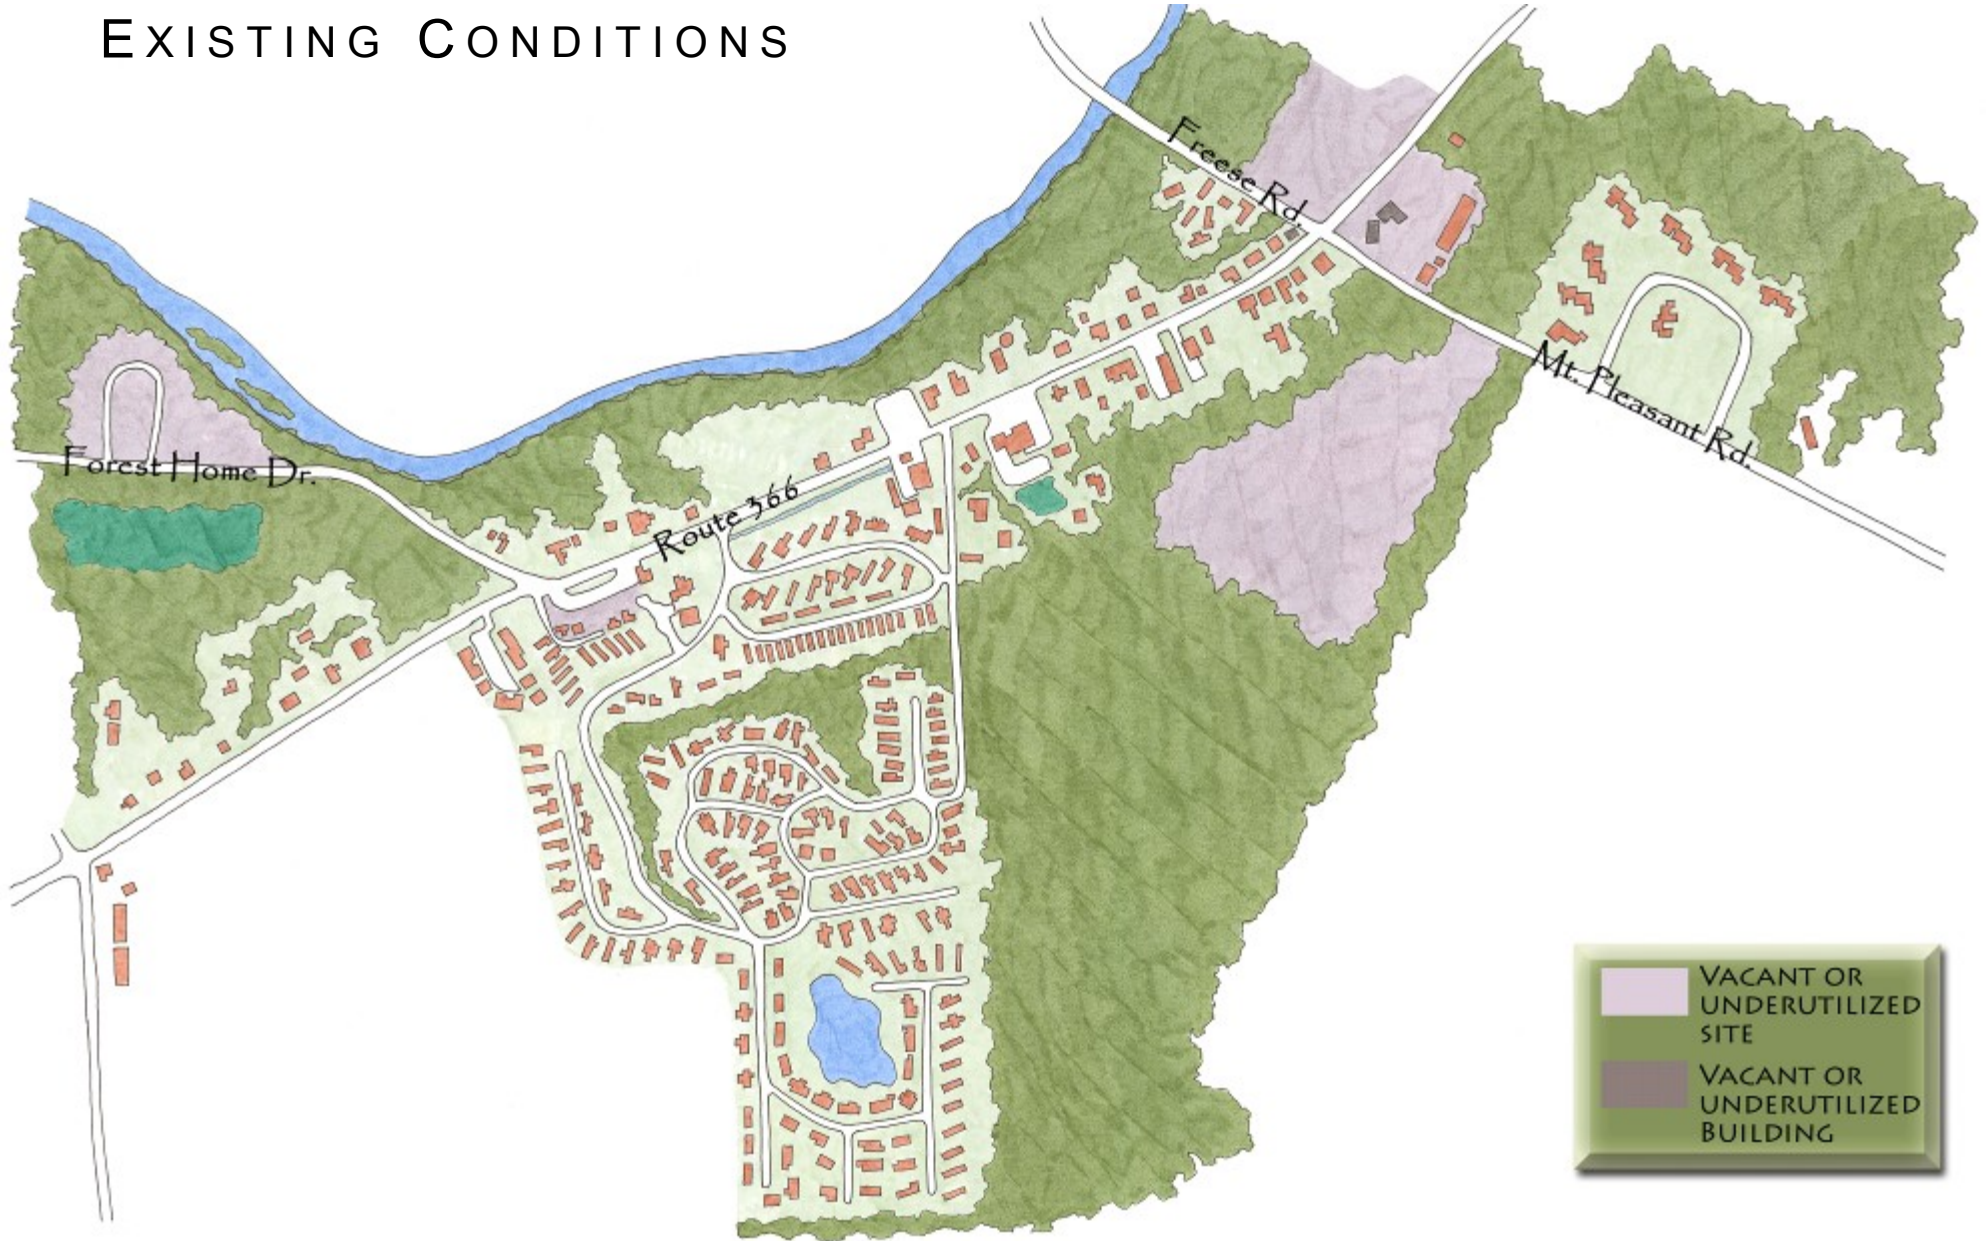 EXISTING CONDITIONS
Freese Rd.
Mt. Pleasant Rd.
Forest Home Dr.
Route 366
VACANT OR
UNDERUTILIZED
SITE
VACANT OR
UNDERUTILIZED
BUILDING